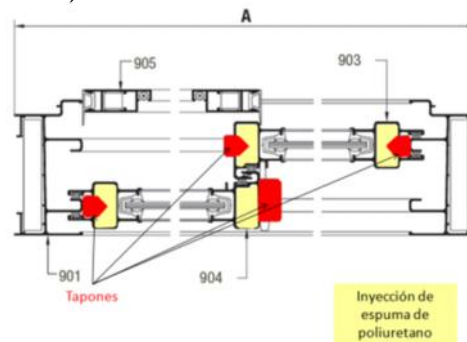 A
905
903
901
904
Tapones
Inyección de
espuma de
poliuretano